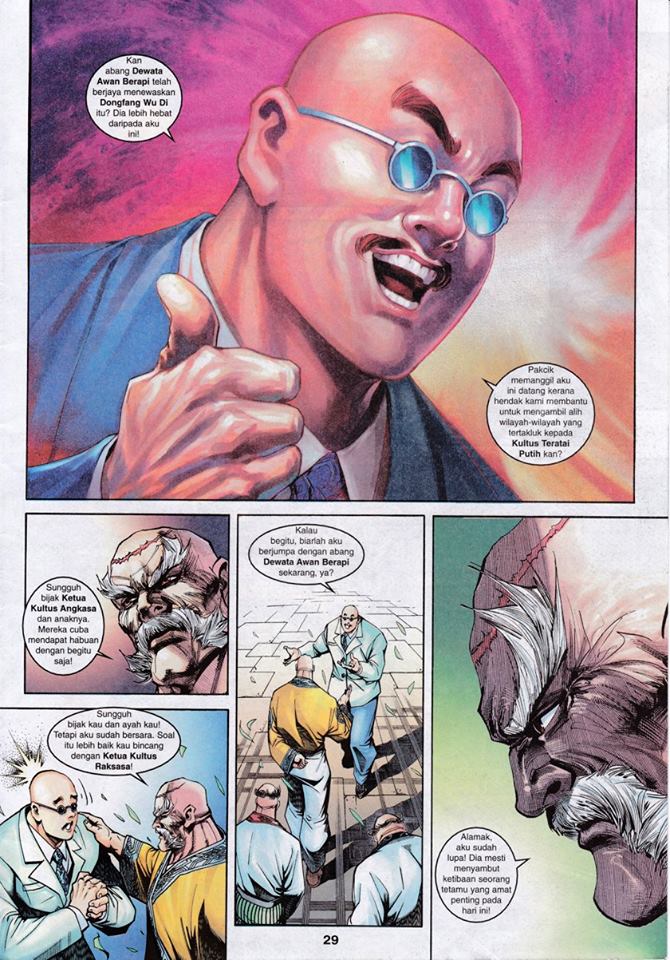 Kan
abang Dewata
Awan Berapi telah
berjaya menewaskan
Dongfang Wu Di
itu? Dia lebih hebat
daripada aku
ini!
Pakcik
memanggil aku
ini datang kerana
hendak kami membantu
untuk mengambil alih
wilayah-wilayah yang
tertakluk kepada
Kultus Teratai
Putih kan?
Sungguh
bijak Ketua
Kultus Angkasa
dan anaknya.
Mereka cuba
mendapat habuan
dengan begitu
saja!
Sungguh
bijak kau dan ayah kau!
Tetapi aku sudah bersara. Soal
itu lebih baik kau bincang
dengan Ketua Kultus
Raksasa!
Kalau
begitu, biarlah aku
berjumpa dengan abang
Dewata Awan Berapi
sekarang, ya?
Alamak,
aku sudah
lupa! Dia mesti
menyambut
ketibaan seorang
tetamu yang amat
penting pada
hari ini!
29